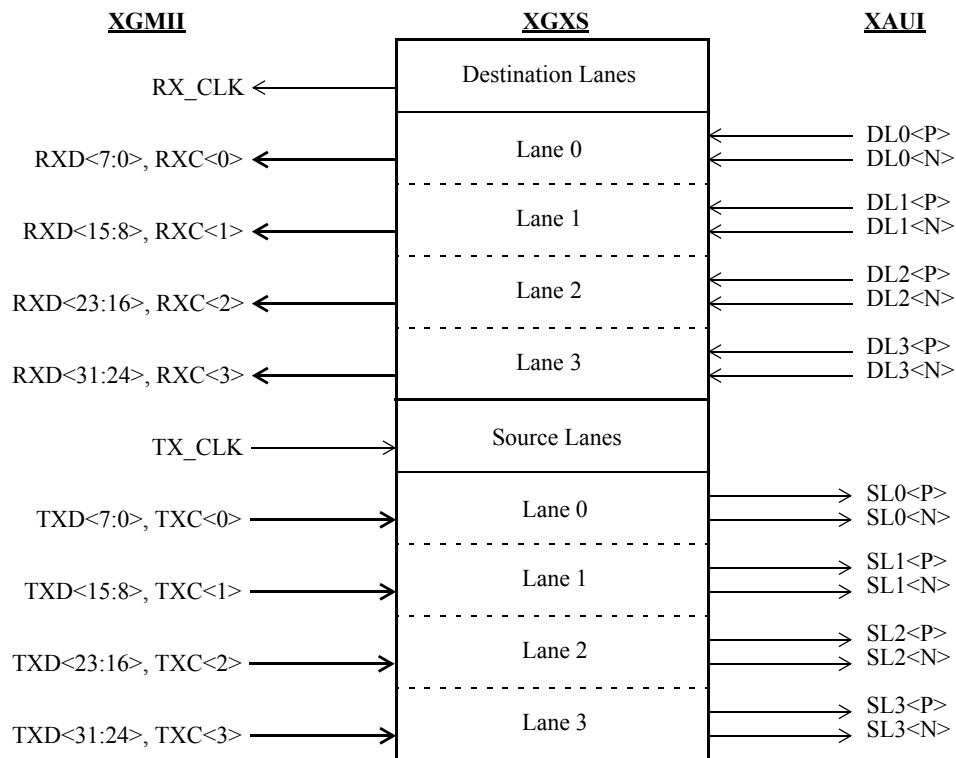 XGMII XGXS XAUI
Destination Lanes
RX_CLK
Lane 0
DL0<P>
RXD<7:0>, RXC<0>
DL0<N>
Lane 1
DL1<P>
RXD<15:8>, RXC<1>
DL1<N>
Lane 2
DL2<P>
RXD<23:16>, RXC<2>
DL2<N>
Lane 3
DL3<P>
RXD<31:24>, RXC<3>
DL3<N>
Source Lanes
TX_CLK
Lane 0
SL0<P>
TXD<7:0>, TXC<0>
SL0<N>
Lane 1
SL1<P>
TXD<15:8>, TXC<1>
SL1<N>
Lane 2
SL2<P>
TXD<23:16>, TXC<2>
SL2<N>
Lane 3
SL3<P>
TXD<31:24>, TXC<3>
SL3<N>